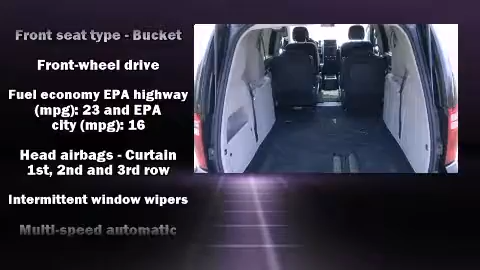 Front seat type - Bucket
Front-wheel drive
Fuel economy EPA highway
(mpg): 23 and EPA
city (mpg): 16
Head airbags - Curtain
1st, 2nd and 3rd row
Intermittent window wipers
Multi-speed automatic